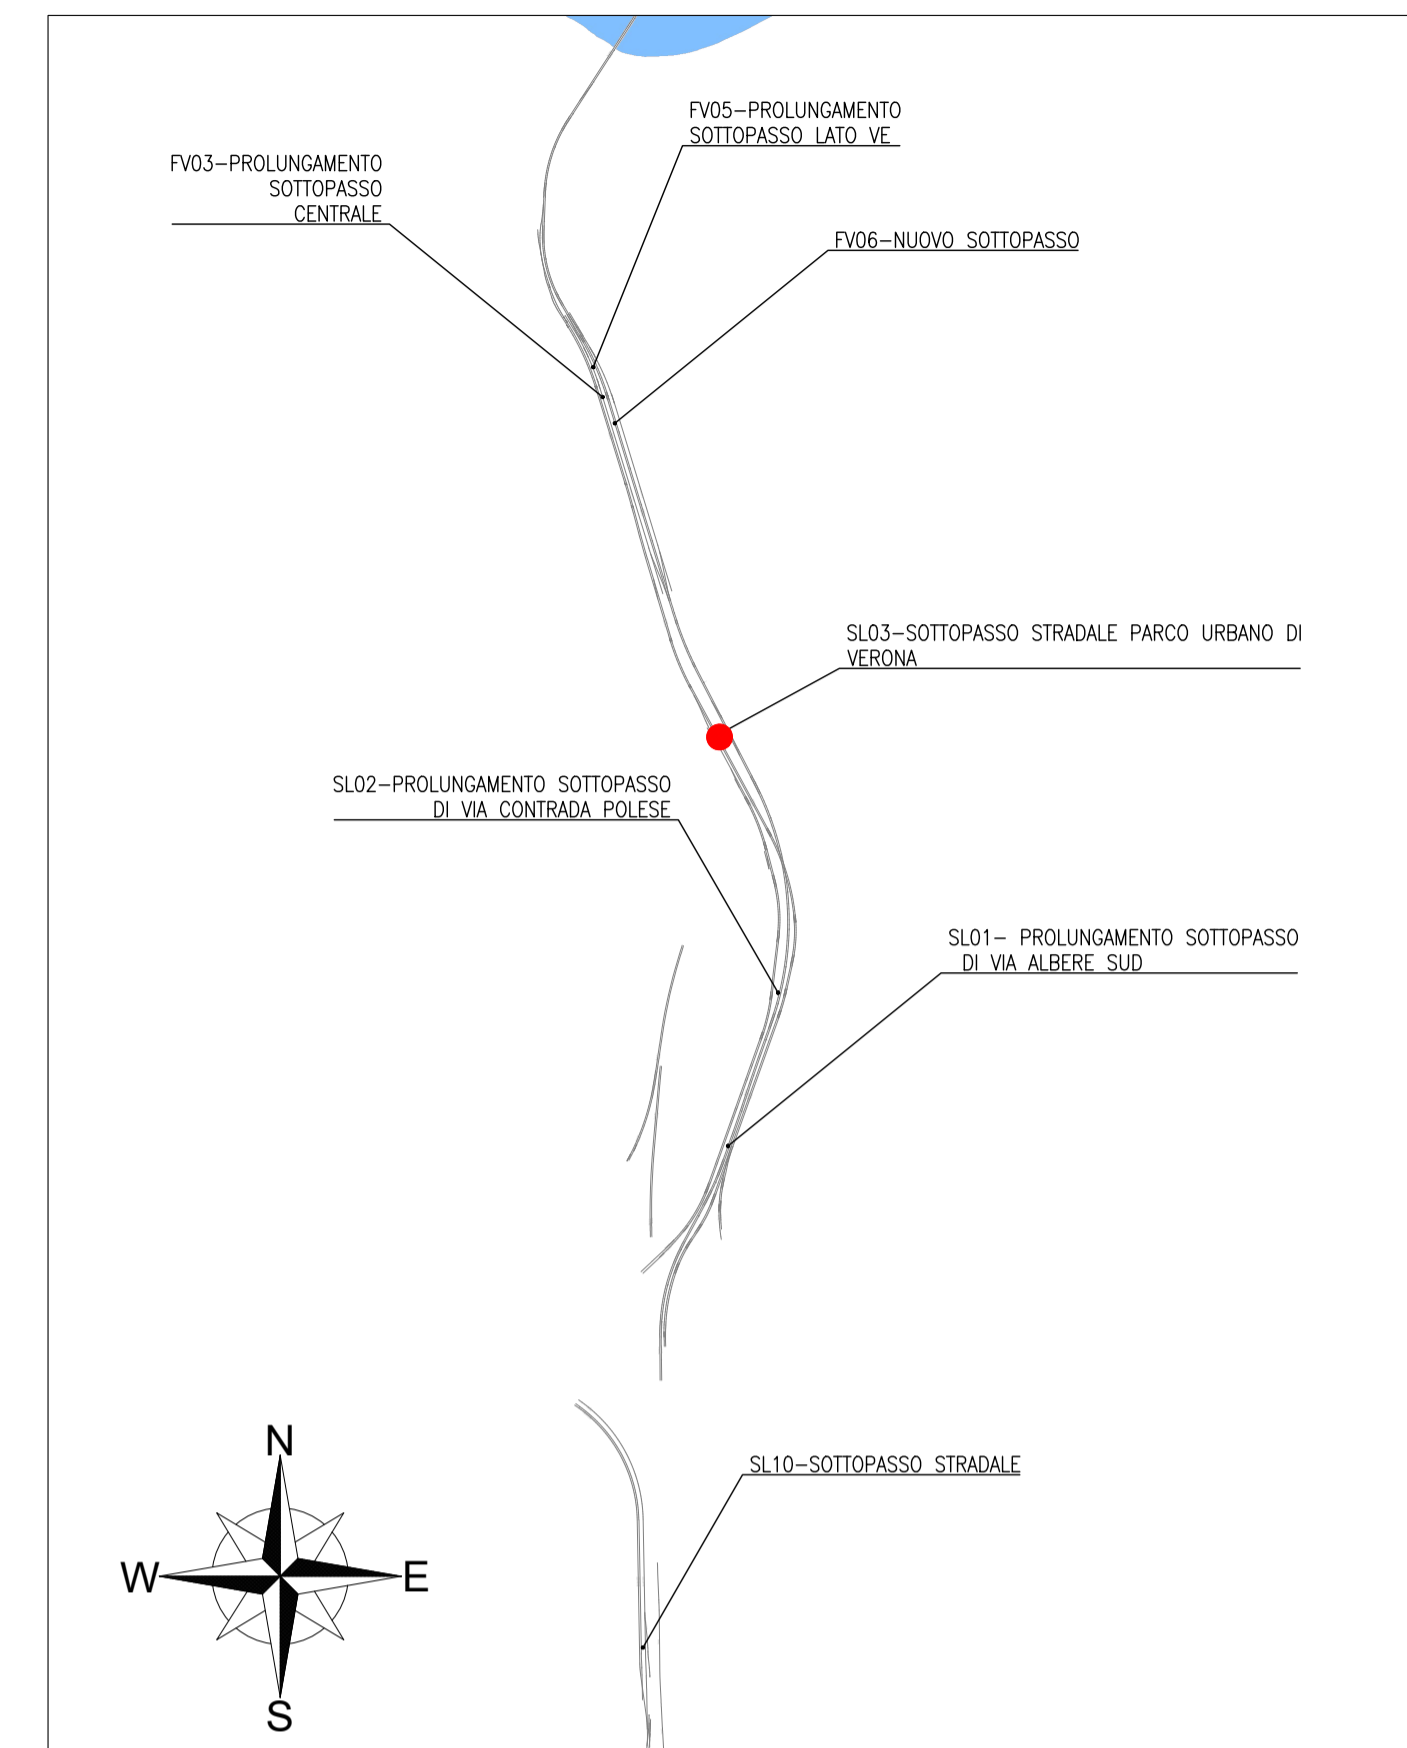 FV05-PROLUNGAMENTO
SOTTOPASSO LATO VE
FV03-PROLUNGAMENTO
SOTTOPASSO
CENTRALE
FV06-NUOVO SOTTOPASSO
SL03-SOTTOPASSO STRADALE PARCO URBANO DI
VERONA
SL02-PROLUNGAMENTO SOTTOPASSO
DI VIA CONTRADA POLESE
SL01- PROLUNGAMENTO SOTTOPASSO
DI VIA ALBERE SUD
SL10-SOTTOPASSO STRADALE
N
W
E
S